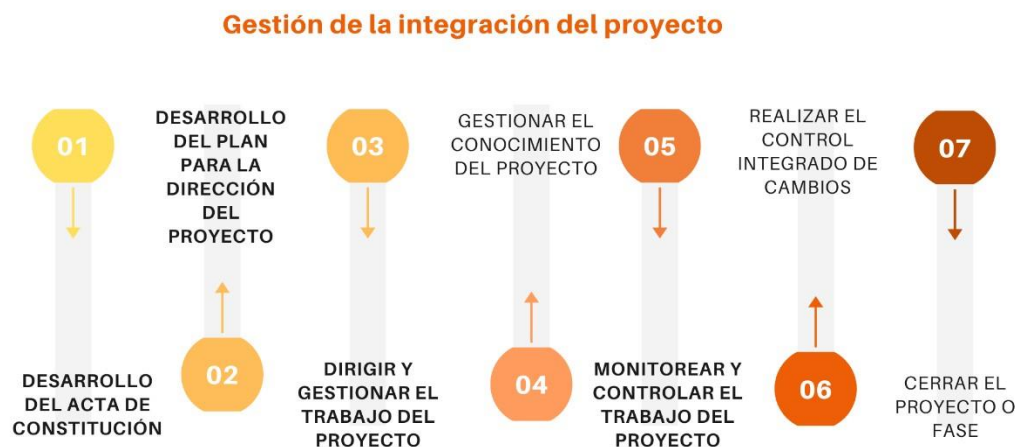 Gestión de la integración del proyecto
01
DESARROLLO
DEL ACTA DE
CONSTITUCIÓN
DESARROLLO
DEL PLAN
PARA LA
DIRECCIÓN
DEL
PROYECTO
02
03
DIRIGIR Y
GESTIONAR EL
TRABAJO DEL
PROYECTO
GESTIONAR EL
CONOCIMIENTO
DEL PROYECTO
04
05
MONITOREAR Y
CONTROLAR EL
TRABAJO DEL
PROYECTO
REALIZAR EL
CONTROL
INTEGRADO DE
CAMBIOS
06
07
CERRAR EL
PROYECTO O
FASE